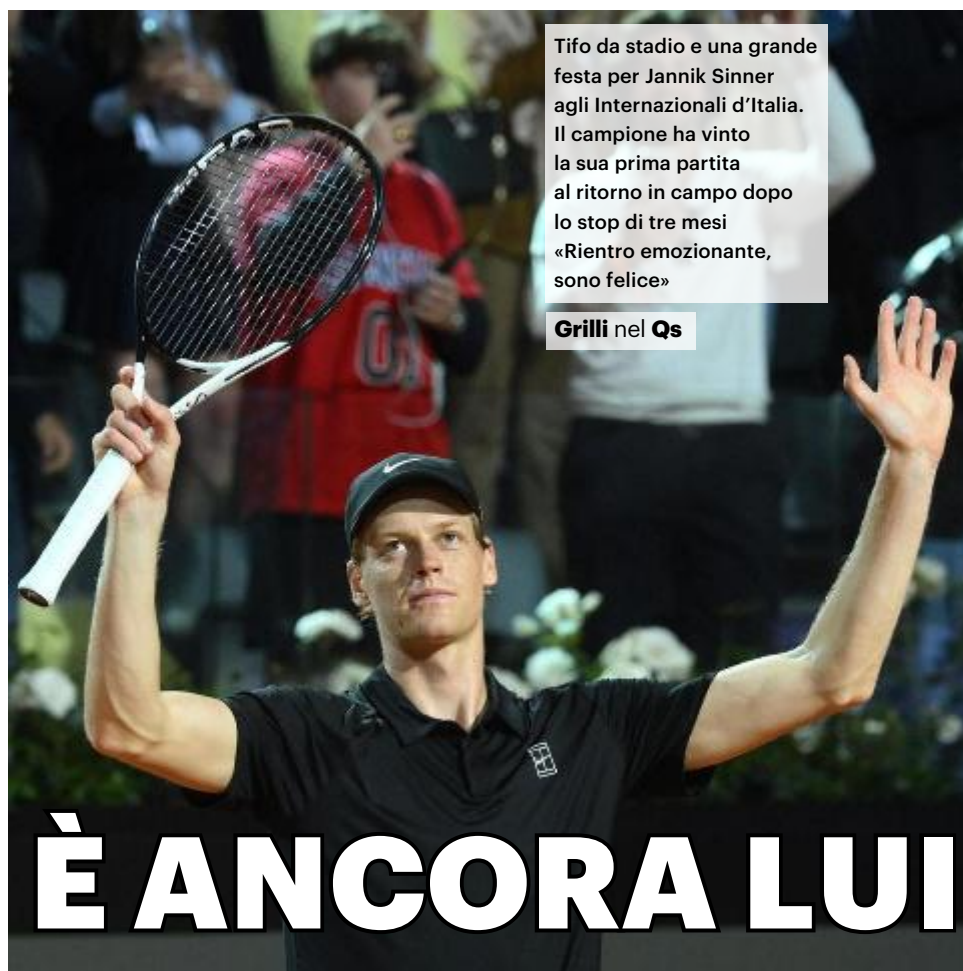 Tifo da stadio e una grande
festa per Jannik Sinner
agli Internazionali d’Italia.
Il campione ha vinto
la sua prima partita
al ritorno in campo dopo
lo stop di tre mesi
«Rientro emozionante,
sono felice»
Grilli nel Qs
È ANCORA LUI